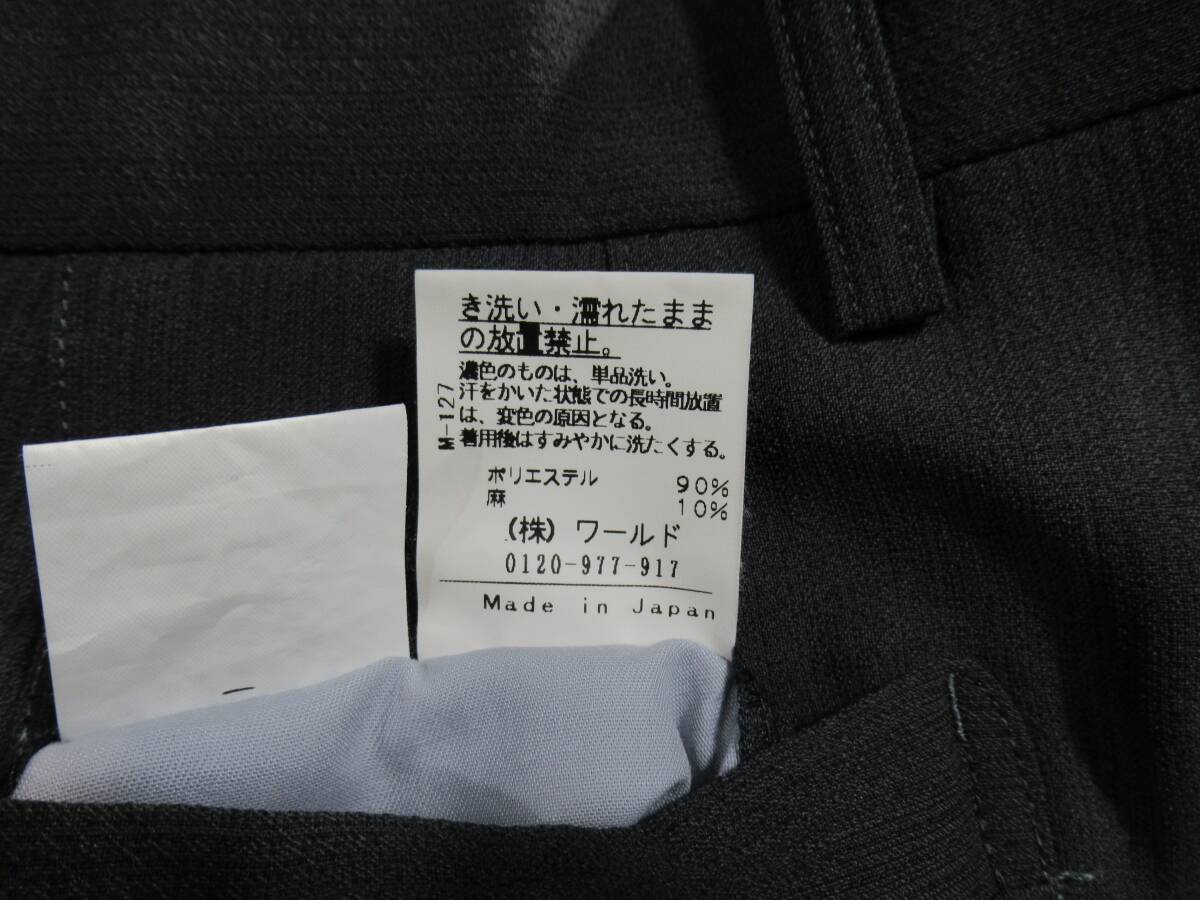 き洗い・濡れたまま
の放置禁止。
濃色のものは、単品洗い。
汗をかいた状態での長時間放置
は、変色の原因となる。
着用後はすみやかに洗たくする。
M-127
ポリエステル 90%
麻 10%
(株) ワールド
0120-977-917
Made in Japan